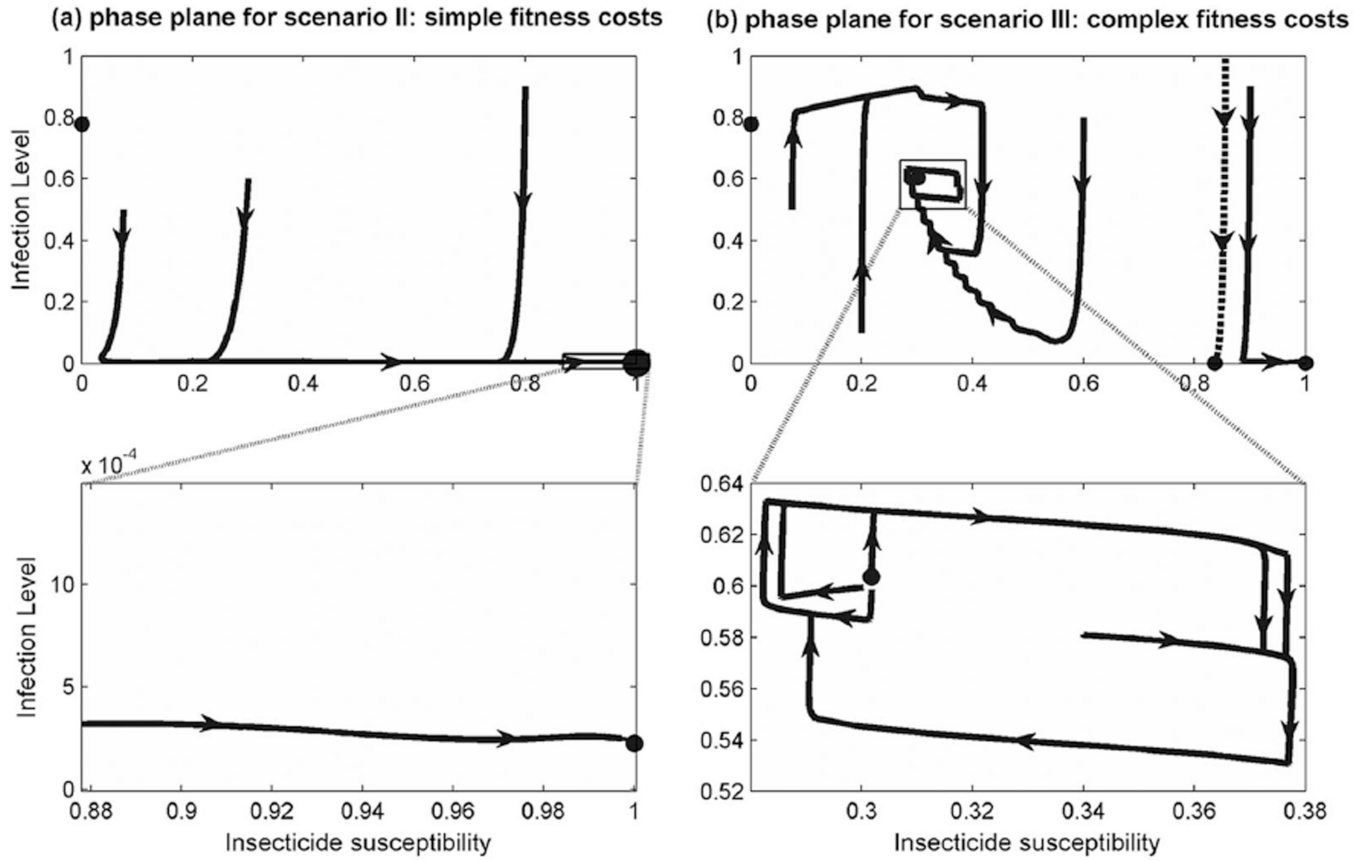 (a) phase plane for scenario II: simple fitness costs
(b) phase plane for scenario III: complex fitness costs
Infection Level
1
0.8
0.6
0.4
0.2
0
0 0.2 0.4 0.6 0.8 1
1
0.8
0.6
0.4
0.2
0
0 0.2 0.4 0.6 0.8 1
x 10-4
Infection Level
10
5
0
0.88 0.9 0.92 0.94 0.96 0.98 1
Insecticide susceptibility
0.64
0.62
0.6
0.58
0.56
0.54
0.52
0.3 0.32 0.34 0.36 0.38
Insecticide susceptibility